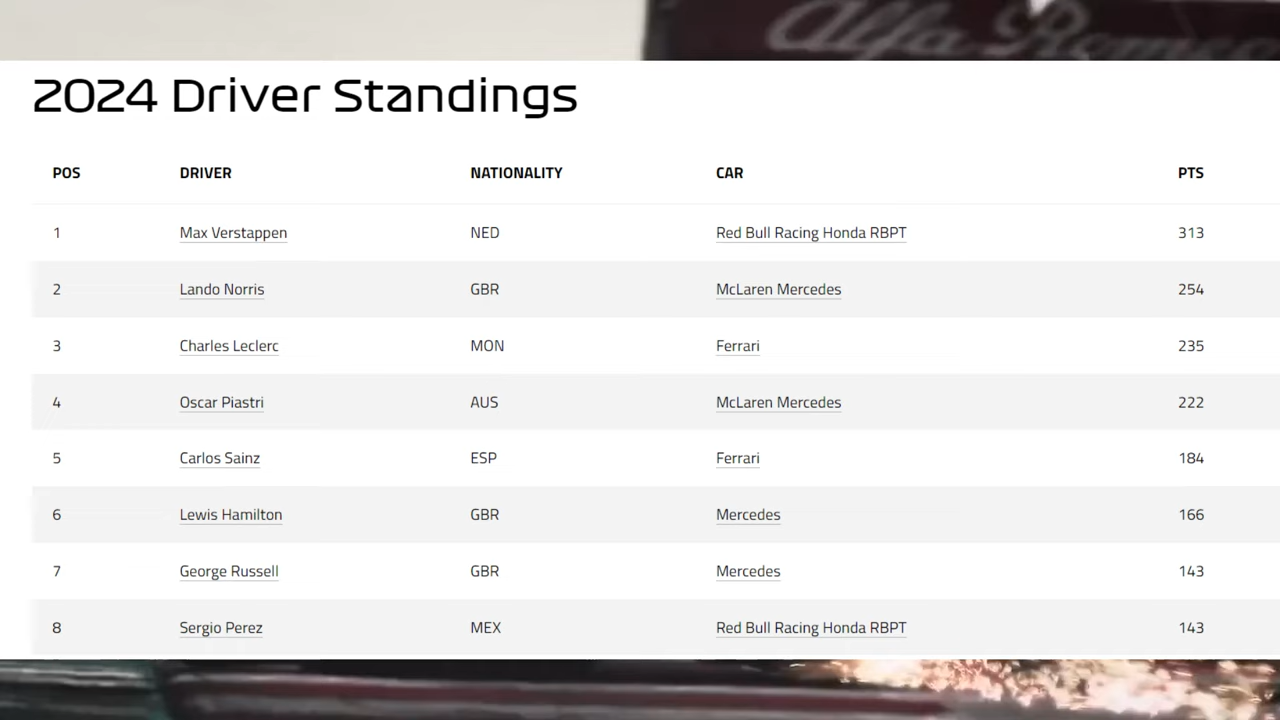 Alfa Romeo
2024 Driver Standings
POS DRIVER NATIONALITY CAR PTS
1 Max Verstappen NED Red Bull Racing Honda RBPT 313
2 Lando Norris GBR McLaren Mercedes 254
3 Charles Leclerc MON Ferrari 235
4 Oscar Piastri AUS McLaren Mercedes 222
5 Carlos Sainz ESP Ferrari 184
6 Lewis Hamilton GBR Mercedes 166
7 George Russell GBR Mercedes 143
8 Sergio Perez MEX Red Bull Racing Honda RBPT 143